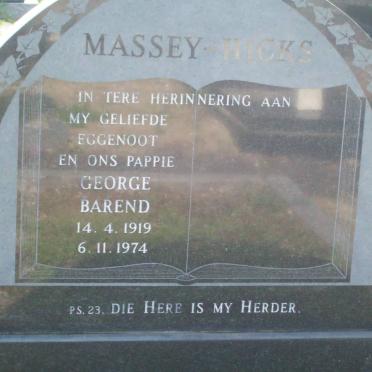 MASSEY-HICKS
IN TERE HERINNERING AAN
MY GELIEFDE
EGGENOOT
EN ONS PAPPIE
GEORGE
BAREND
14. 4. 1919
6. 11. 1974
PS. 23. DIE HERE IS MY HERDER.